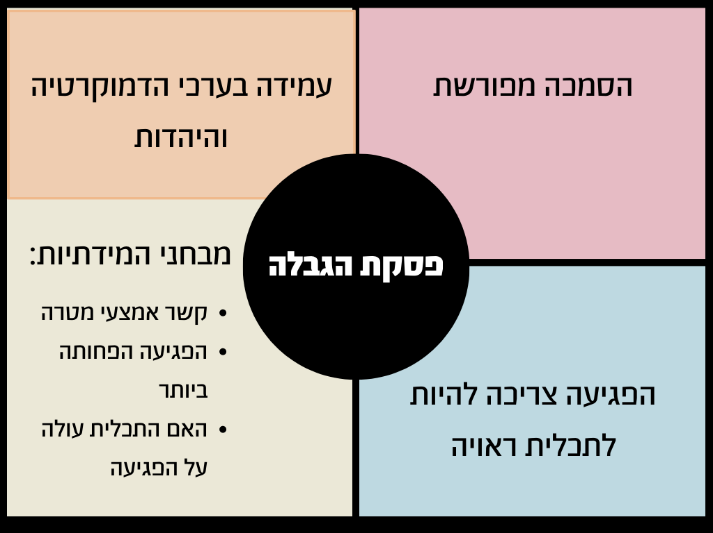 הסמכה מפורשת
עמידה בערכי הדמוקרטיה
והיהדות
פסקת הגבלה
הפגיעה צריכה להיות
לתכלית ראויה
מבחני המידתיות:
• קשר אמצעי מטרה
• הפגיעה הפחותה
ביותר
• האם התכלית עולה
על הפגיעה